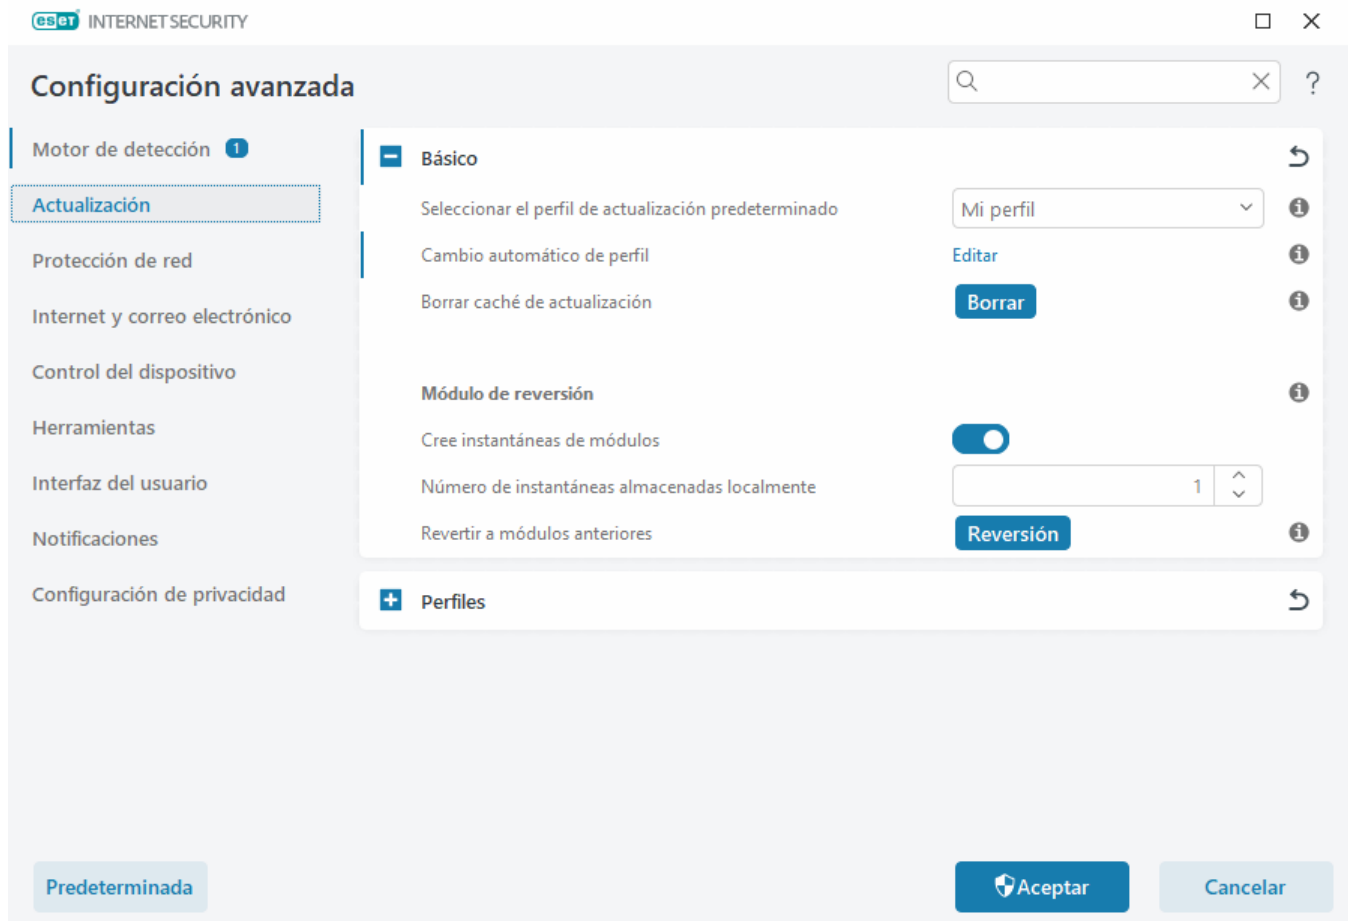 eset INTERNET SECURITY
Configuración avanzada
?
Motor de detección 1
Actualización
Protección de red
Internet y correo electrónico
Control del dispositivo
Herramientas
Interfaz del usuario
Notificaciones
Configuración de privacidad
Básico
Seleccionar el perfil de actualización predeterminado Mi perfil
Cambio automático de perfil Editar
Borrar caché de actualización Borrar
Módulo de reversión
Cree instantáneas de módulos
Número de instantáneas almacenadas localmente 1
Revertir a módulos anteriores Reversión
Perfiles
Predeterminada Aceptar Cancelar